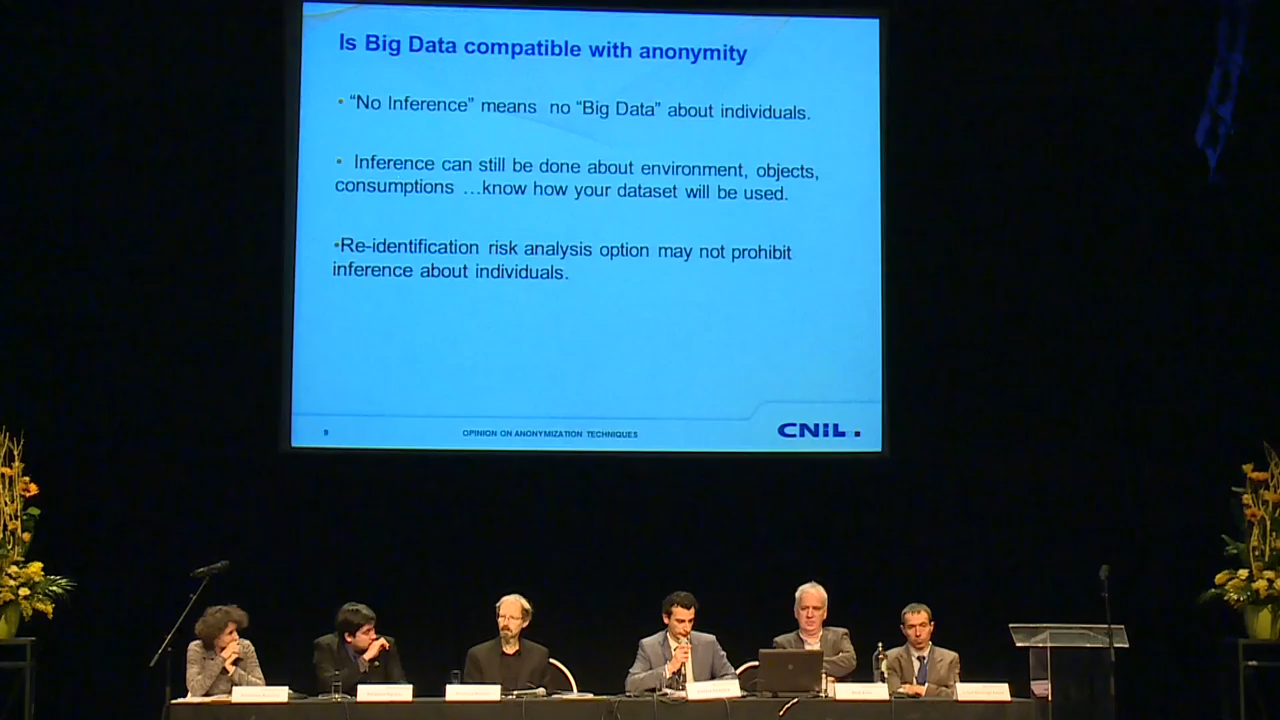 Is Big Data compatible with anonymity
• “No Inference” means no “Big Data” about individuals.
• Inference can still be done about environment, objects,
consumptions …know how your dataset will be used.
•Re-identification risk analysis option may not prohibit
inference about individuals.
9
OPINION ON ANONYMIZATION TECHNIQUES
CNIL